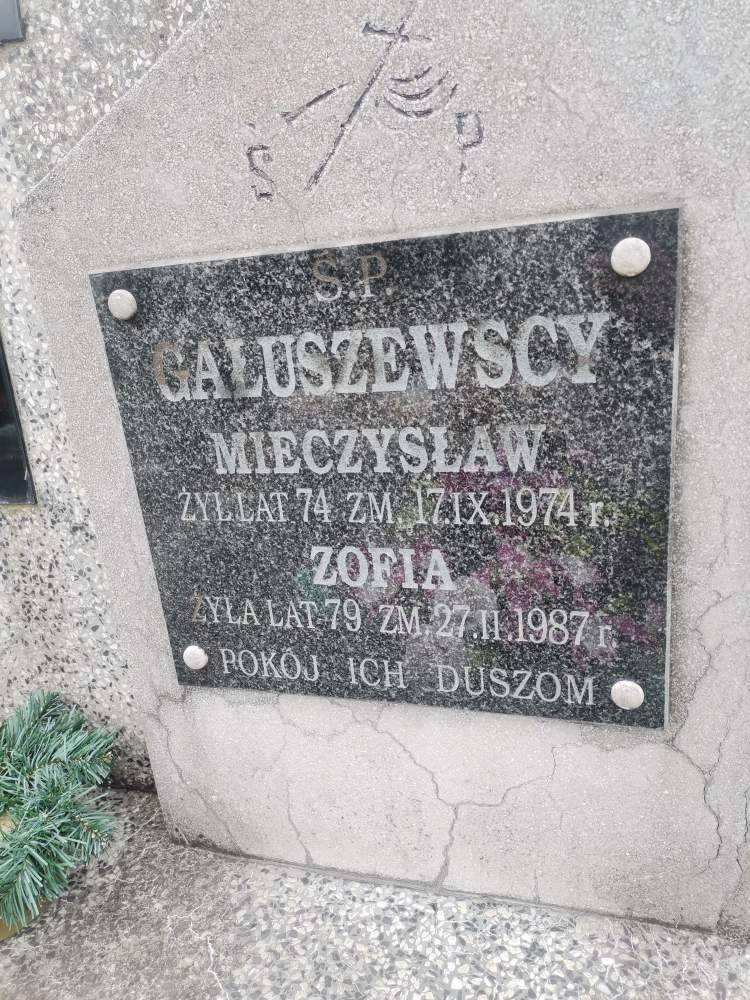 Ś P
Ś.P.
GAŁUSZEWSCY
MIECZYSŁAW
ŻYŁ LAT 74 ZM. 17.IX.1974 r.
ZOFIA
ŻYŁA LAT 79 ZM. 27.II.1987 r.
POKÓJ ICH DUSZOM